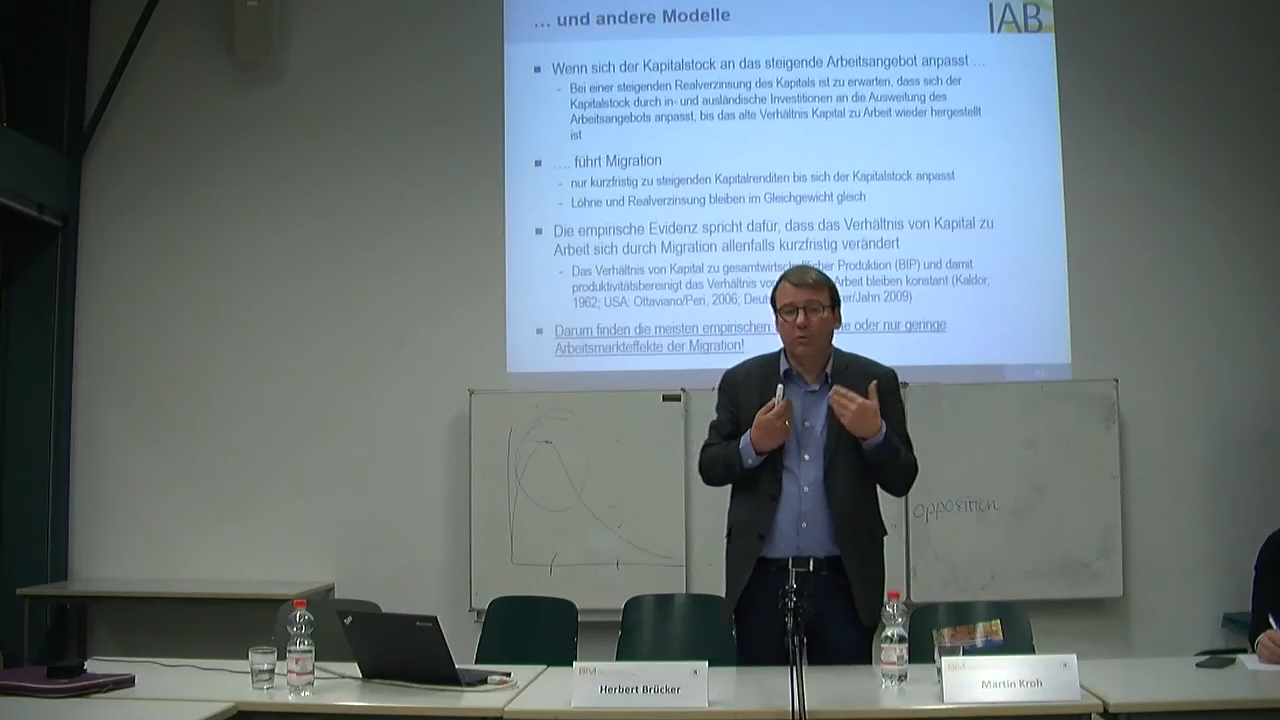 ... und andere Modelle
IAB
Wenn sich der Kapitalstock an das steigende Arbeitsangebot anpasst ...
- Bei einer steigenden Realverzinsung des Kapitals ist zu erwarten, dass sich der
Kapitalstock durch in- und ausländische Investitionen an die Ausweitung des
Arbeitsangebots anpasst, bis das alte Verhältnis Kapital zu Arbeit wieder hergestellt
ist
.... führt Migration
- nur kurzfristig zu steigenden Kapitalrenditen bis sich der Kapitalstock anpasst
- Löhne und Realverzinsung bleiben im Gleichgewicht gleich
Die empirische Evidenz spricht dafür, dass das Verhältnis von Kapital zu
Arbeit sich durch Migration allenfalls kurzfristig verändert
- Das Verhältnis von Kapital zu Produktion (BIP) und damit
produktivitätsbereinigt das Verhältnis Arbeit bleiben konstant (Kaldor,
1962; USA: Ottaviano/Peri, 2006, /Jahn 2009)
Darum finden die meisten empirischen oder nur geringe
Arbeitsmarkteffekte der Migration!
opposition
BIM
Herbert Brücker
BIM
Martin Kroh